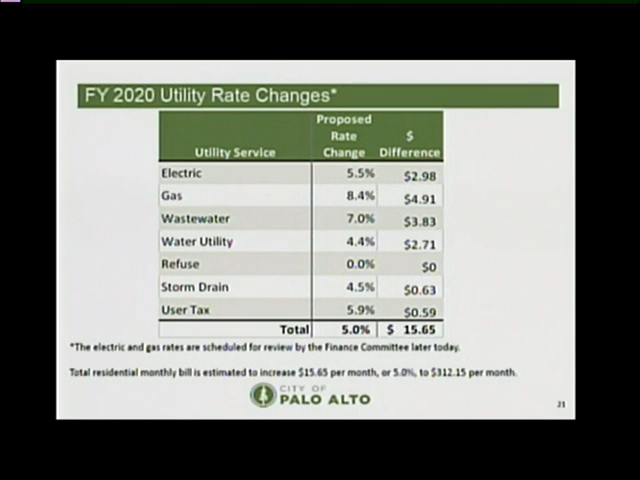 FY 2020 Utility Rate Changes*
Utility Service Proposed Rate Change $ Difference
Electric 5.5% $2.98
Gas 8.4% $4.91
Wastewater 7.0% $3.83
Water Utility 4.4% $2.71
Refuse 0.0% $0
Storm Drain 4.5% $0.63
User Tax 5.9% $0.59
Total 5.0% $ 15.65
*The electric and gas rates are scheduled for review by the Finance Committee later today.
Total residential monthly bill is estimated to increase $15.65 per month, or 5.0%, to $312.15 per month.
CITY OF
PALO ALTO
21